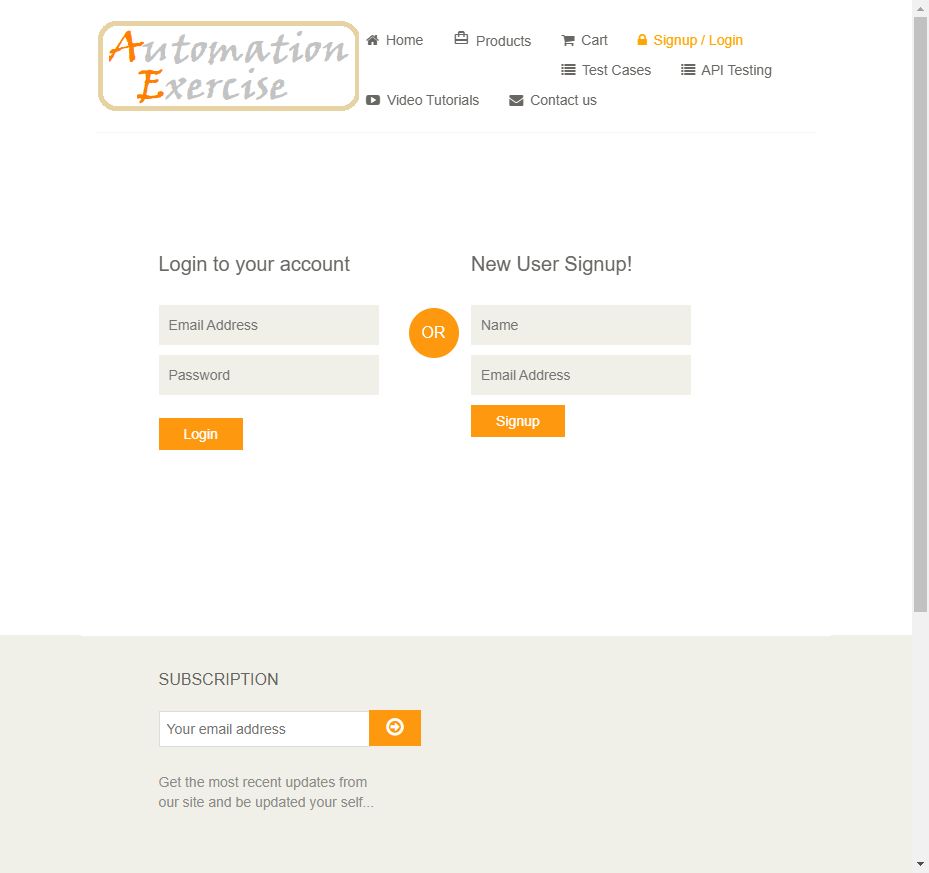 Automation
Exercise
Home Products Cart Signup / Login
Test Cases API Testing
Video Tutorials Contact us
Login to your account
Email Address
Password
Login
OR
New User Signup!
Name
Email Address
Signup
SUBSCRIPTION
Your email address
Get the most recent updates from
our site and be updated your self...